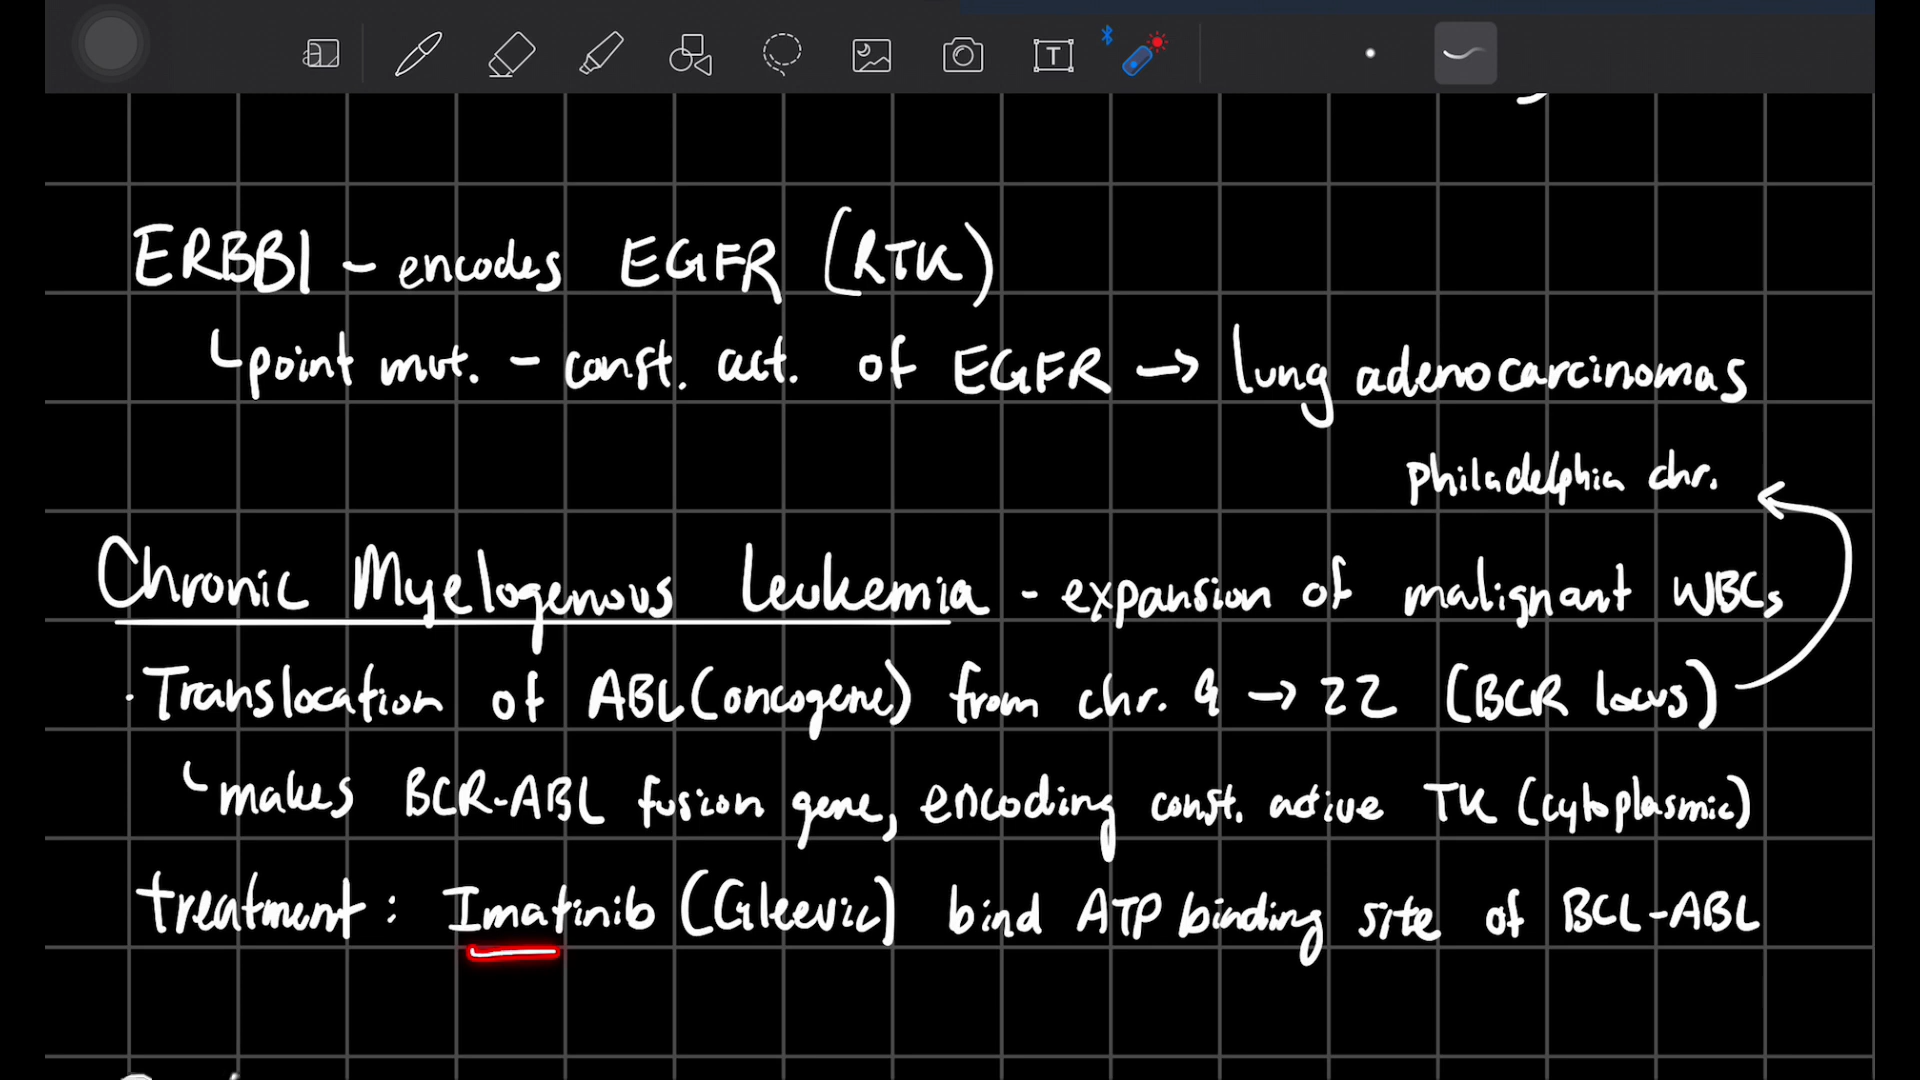 ERBB1 - encodes EGFR (RTK)
point mut. - const. act. of EGFR → lung adenocarcinomas
Philadelphia chr.
Chronic Myelogenous Leukemia - expansion of malignant WBCs
· Translocation of ABL (oncogene) from chr. 9 → 22 (BCR locus)
makes BCR-ABL fusion gene, encoding const. active TK (cytoplasmic)
treatment: Imatinib (Gleevic) bind ATP binding site of BCL-ABL